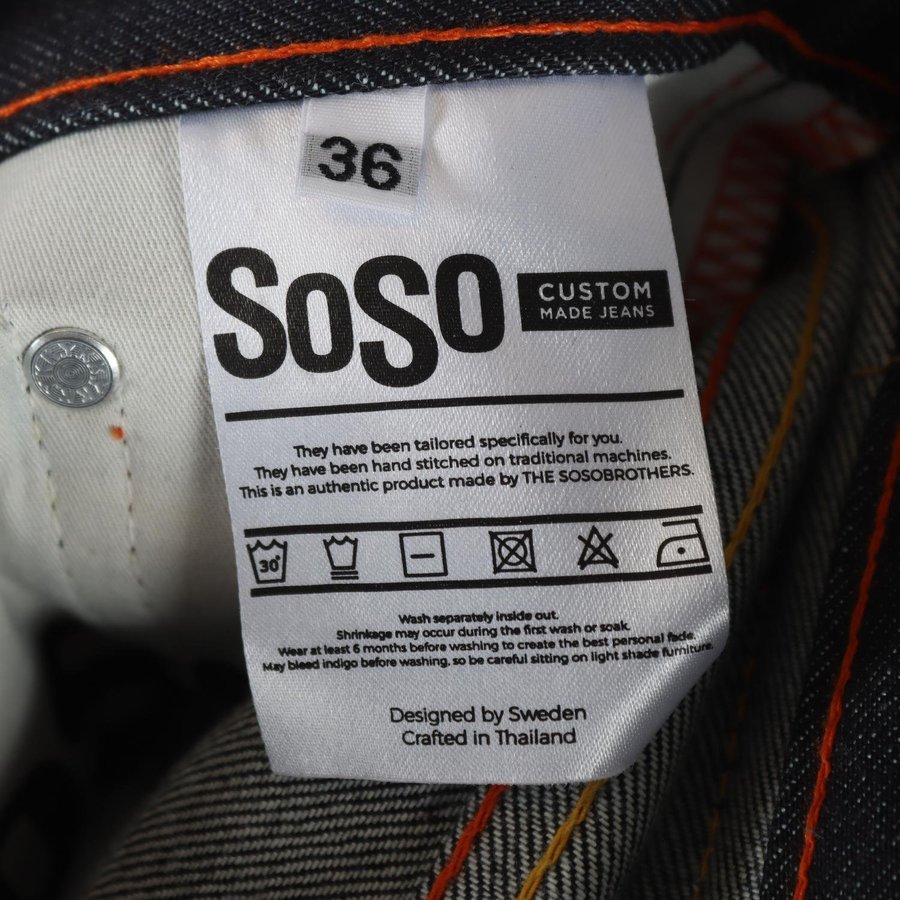 36
SoSo
CUSTOM
MADE JEANS
They have been tailored specifically for you.
They have been hand stitched on traditional machines.
This is an authentic product made by THE SOSOBROTHERS.
30°
Wash separately inside out.
Shrinkage may occur during the first wash or soak.
Wear at least 6 months before washing to create the best personal fade.
May bleed indigo before washing, so be careful sitting on light shade furniture.
Designed by Sweden
Crafted in Thailand